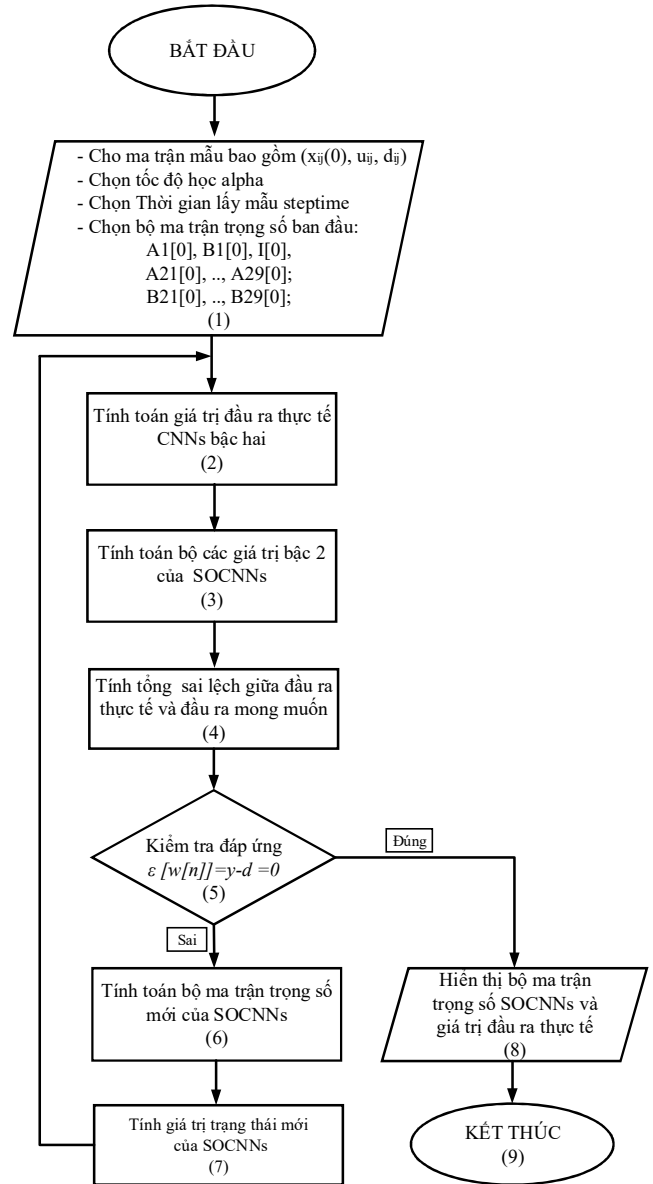 BẮT ĐẦU
- Cho ma trận mẫu bao gồm (xij(0), uij, dij)
- Chọn tốc độ học alpha
- Chọn Thời gian lấy mẫu steptime
- Chọn bộ ma trận trọng số ban đầu:
A1[0], B1[0], I[0],
A21[0], .., A29[0];
B21[0], .., B29[0];
(1)
Tính toán giá trị đầu ra thực tế
CNNs bậc hai
(2)
Tính toán bộ các giá trị bậc 2
của SOCNNs
(3)
Tính tổng sai lệch giữa đầu ra
thực tế và đầu ra mong muốn
(4)
Kiểm tra đáp ứng
ε [w[n]]=y-d =0
(5)
Đúng
Sai
Tính toán bộ ma trận trọng số
mới của SOCNNs
(6)
Hiển thị bộ ma trận
trọng số SOCNNs và
giá trị đầu ra thực tế
(8)
Tính giá trị trạng thái mới
của SOCNNs
(7)
KẾT THÚC
(9)